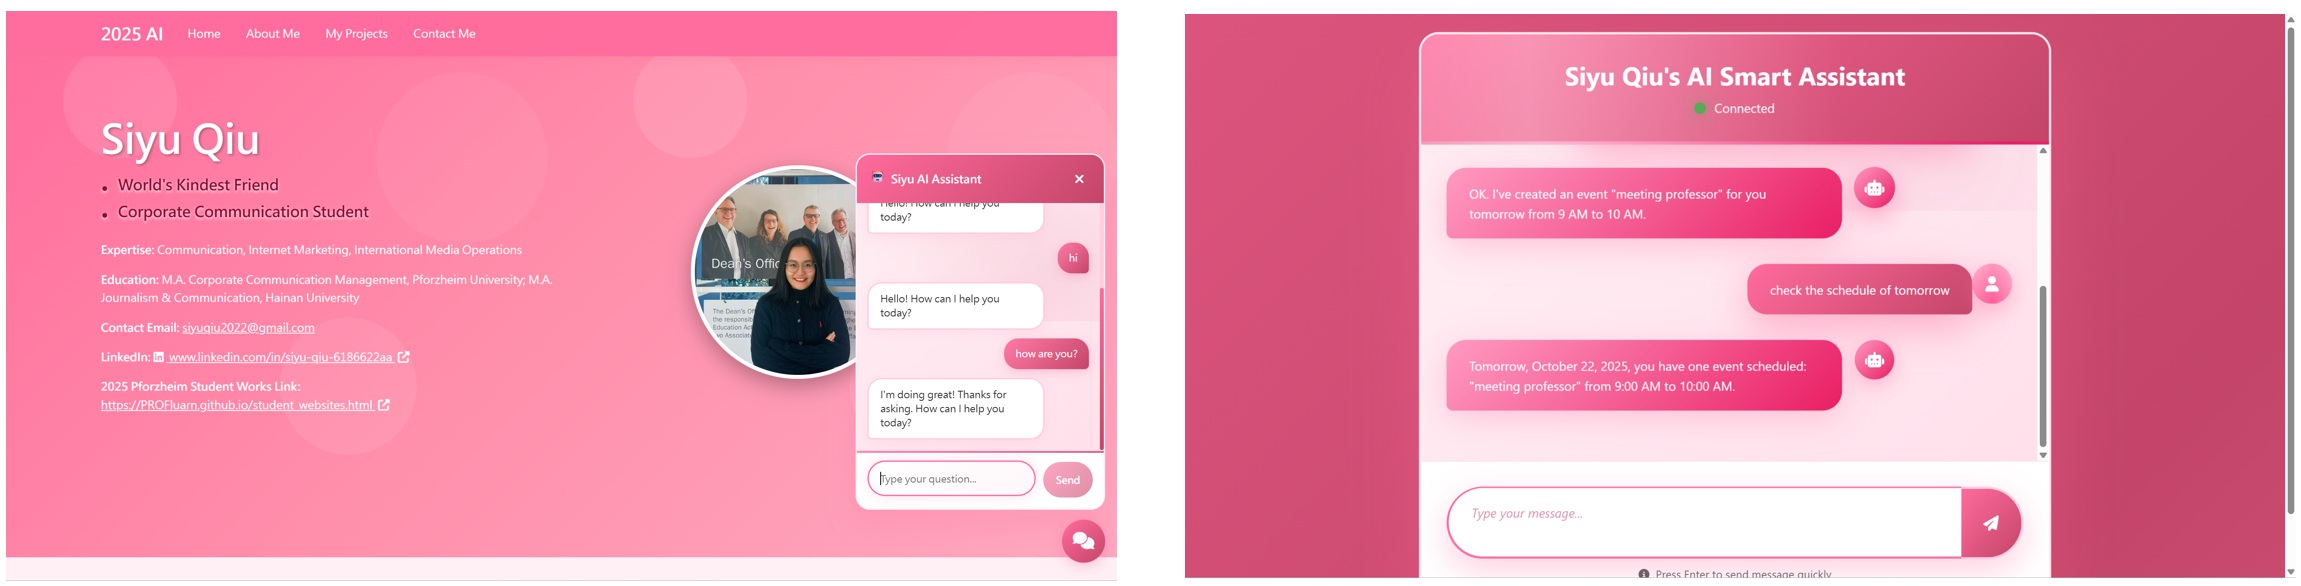 2025 AI Home About Me My Projects Contact Me
Siyu Qiu
• World's Kindest Friend
• Corporate Communication Student
Expertise: Communication, Internet Marketing, International Media Operations
Education: M.A. Corporate Communication Management, Pforzheim University; M.A.
Journalism & Communication, Hainan University
Contact Email: siyuqiu2022@gmail.com
LinkedIn: www.linkedin.com/in/siyu-qiu-6186622aa
2025 Pforzheim Student Works Link:
https://PROFluarn.github.io/student_websites.html
Dean's Offic
The Dean's Of
the responsib
Education Ac
Siyu AI Assistant
Hello! How can I help you
today?
hi
Hello! How can I help you
today?
how are you?
I'm doing great! Thanks for
asking. How can I help you
today?
Type your question...
Send
Siyu Qiu's AI Smart Assistant
Connected
OK. I've created an event "meeting professor" for you
tomorrow from 9 AM to 10 AM.
check the schedule of tomorrow
Tomorrow, October 22, 2025, you have one event scheduled:
"meeting professor" from 9:00 AM to 10:00 AM.
Type your message...
Press Enter to send message quickly